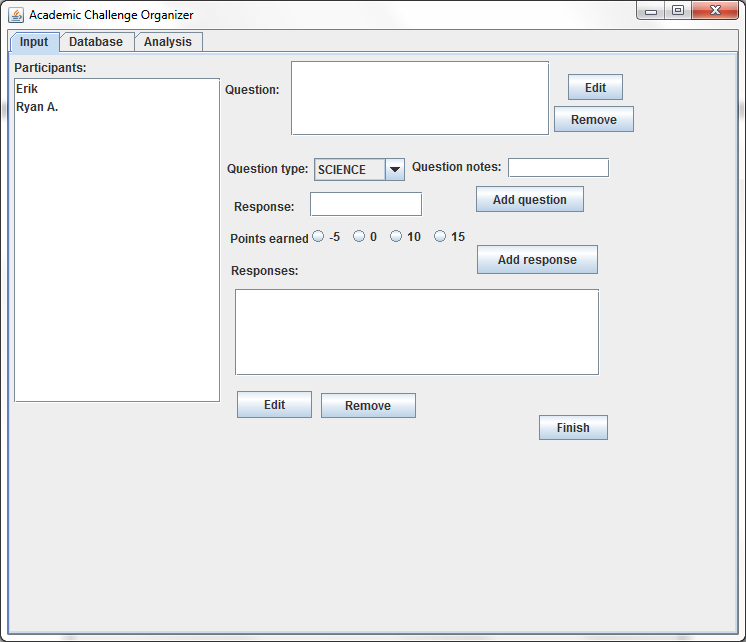 Academic Challenge Organizer
Input Database Analysis
Participants:
Erik
Ryan A.
Question:
Edit
Remove
Question type: SCIENCE Question notes:
Add question
Response:
Points earned -5 0 10 15
Add response
Responses:
Edit Remove
Finish